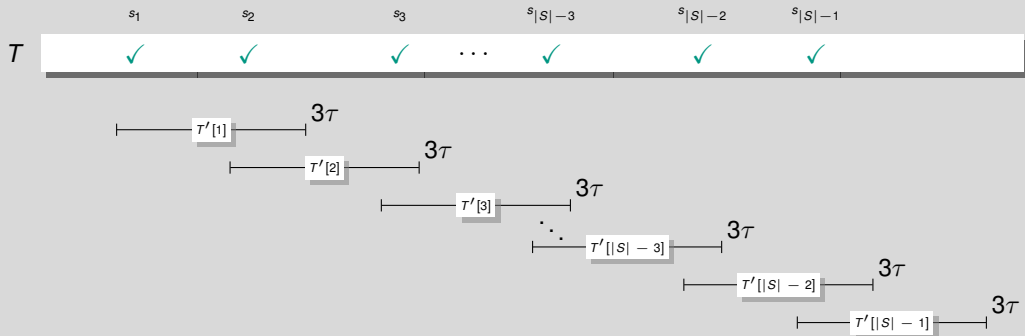 s₁ s₂ s₃ s|S|−3 s|S|−2 s|S|−1
T ✓ ✓ ✓ ··· ✓ ✓ ✓
T′[1] 3τ
T′[2] 3τ
T′[3] 3τ
⋱
T′[|S| − 3] 3τ
T′[|S| − 2] 3τ
T′[|S| − 1] 3τ